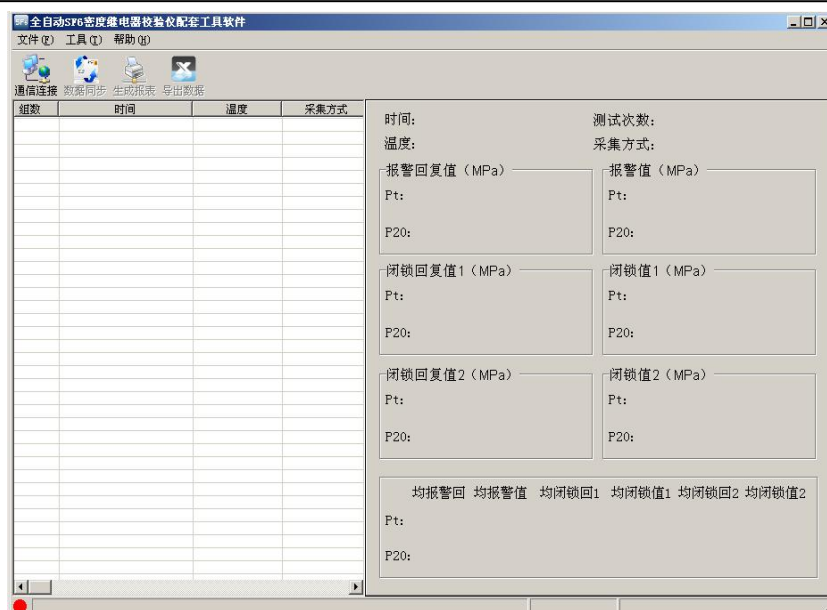 SF6 全自动SF6密度继电器校验仪配套工具软件
文件(F) 工具(T) 帮助(H)
通信连接 数据同步 生成报表 导出数据
组数 时间 温度 采集方式
时间: 测试次数:
温度: 采集方式:
报警回复值（MPa） 报警值（MPa）
Pt: Pt:
P20: P20:
闭锁回复值1（MPa） 闭锁值1（MPa）
Pt: Pt:
P20: P20:
闭锁回复值2（MPa） 闭锁值2（MPa）
Pt: Pt:
P20: P20:
均报警回 均报警值 均闭锁回1 均闭锁值1 均闭锁回2 均闭锁值2
Pt:
P20: